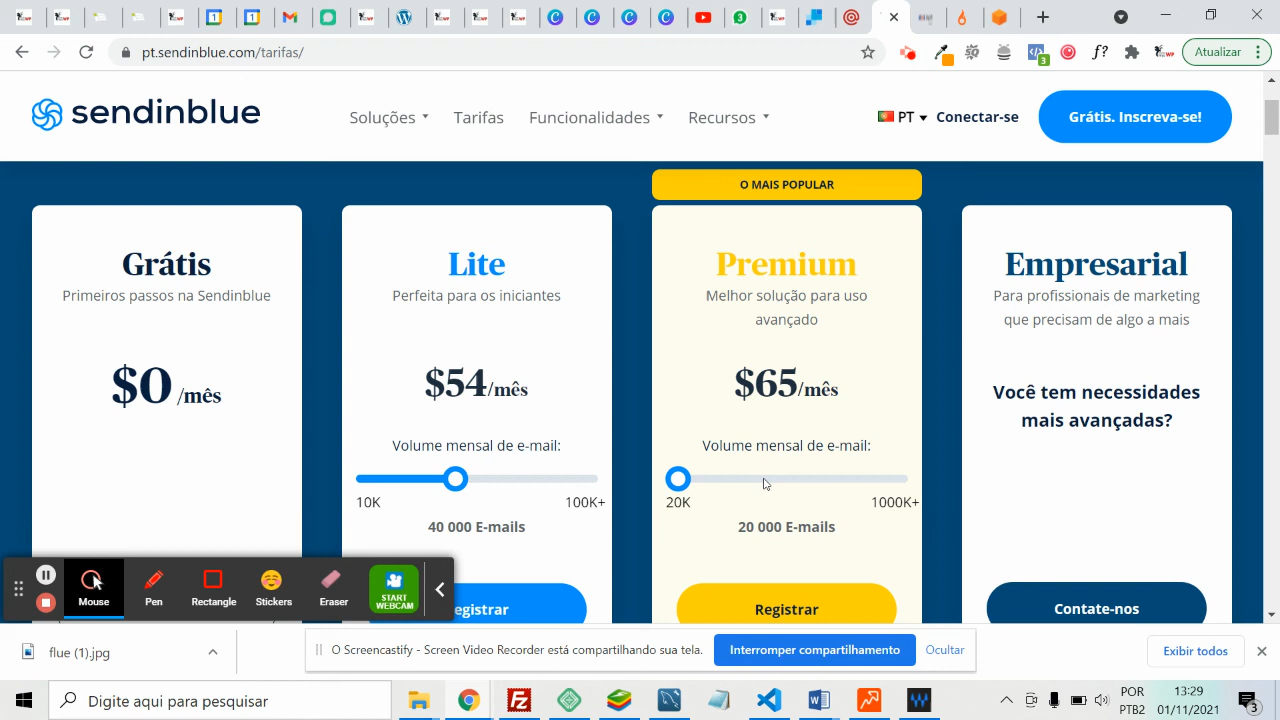 1
1
3
pt.sendinblue.com/tarifas/
3
f?
Atualizar
sendinblue
Soluções
Tarifas
Funcionalidades
Recursos
PT
Conectar-se
Grátis. Inscreva-se!
O MAIS POPULAR
Grátis
Primeiros passos na Sendinblue
$0 /mês
Lite
Perfeita para os iniciantes
$54/mês
Volume mensal de e-mail:
10K
100K+
40 000 E-mails
egistrar
Premium
Melhor solução para uso
avançado
$65/mês
Volume mensal de e-mail:
20K
1000K+
20 000 E-mails
Registrar
Empresarial
Para profissionais de marketing
que precisam de algo a mais
Você tem necessidades
mais avançadas?
Contate-nos
Mouse
Pen
Rectangle
Stickers
Eraser
START
WEBCAM
flue (1).jpg
O Screencastify - Screen Video Recorder está compartilhando sua tela.
Interromper compartilhamento
Ocultar
Exibir todos
Digite aqui para pesquisar
POR
PTB2
13:29
01/11/2021
3